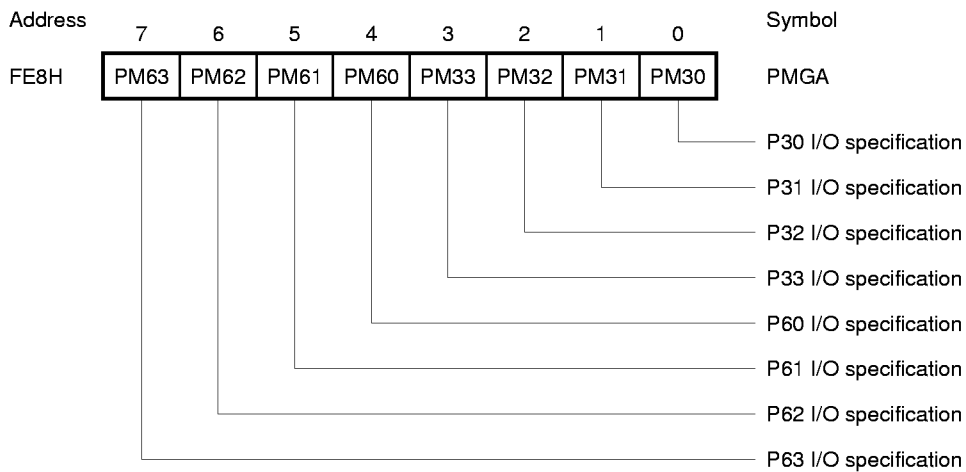 Address 7 6 5 4 3 2 1 0 Symbol
FE8H PM63 PM62 PM61 PM60 PM33 PM32 PM31 PM30 PMGA
P30 I/O specification
P31 I/O specification
P32 I/O specification
P33 I/O specification
P60 I/O specification
P61 I/O specification
P62 I/O specification
P63 I/O specification